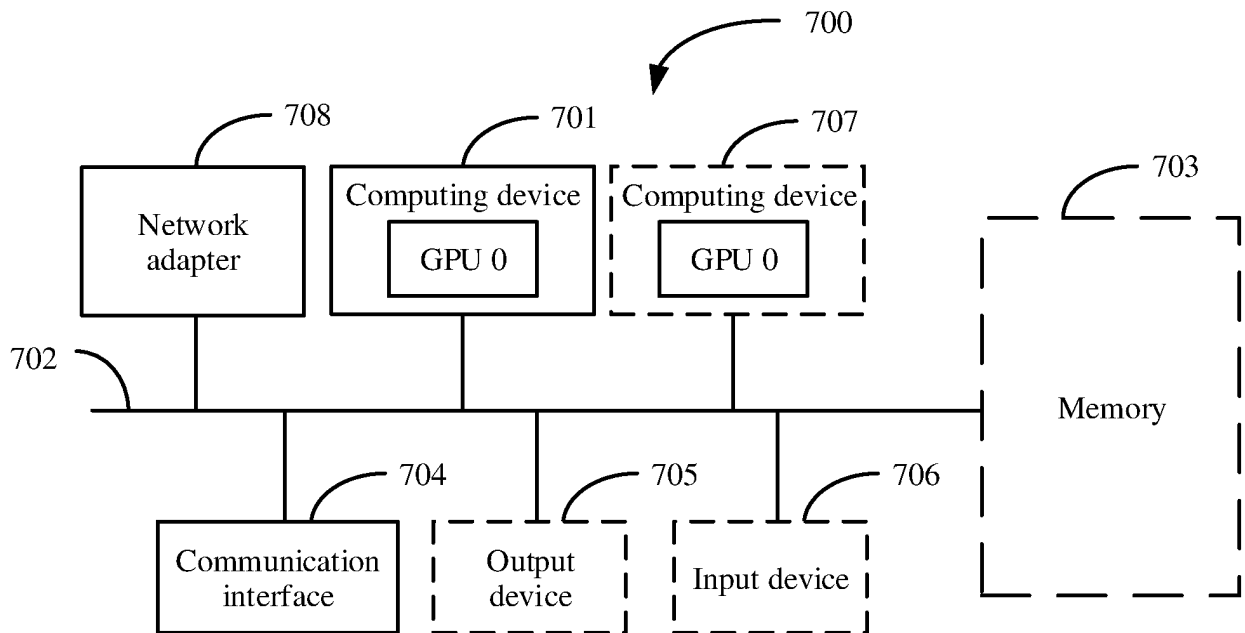 700
708
701
707
703
Network
adapter
Computing device
GPU 0
Computing device
GPU 0
702
Memory
704
705
706
Communication
interface
Output
device
Input device